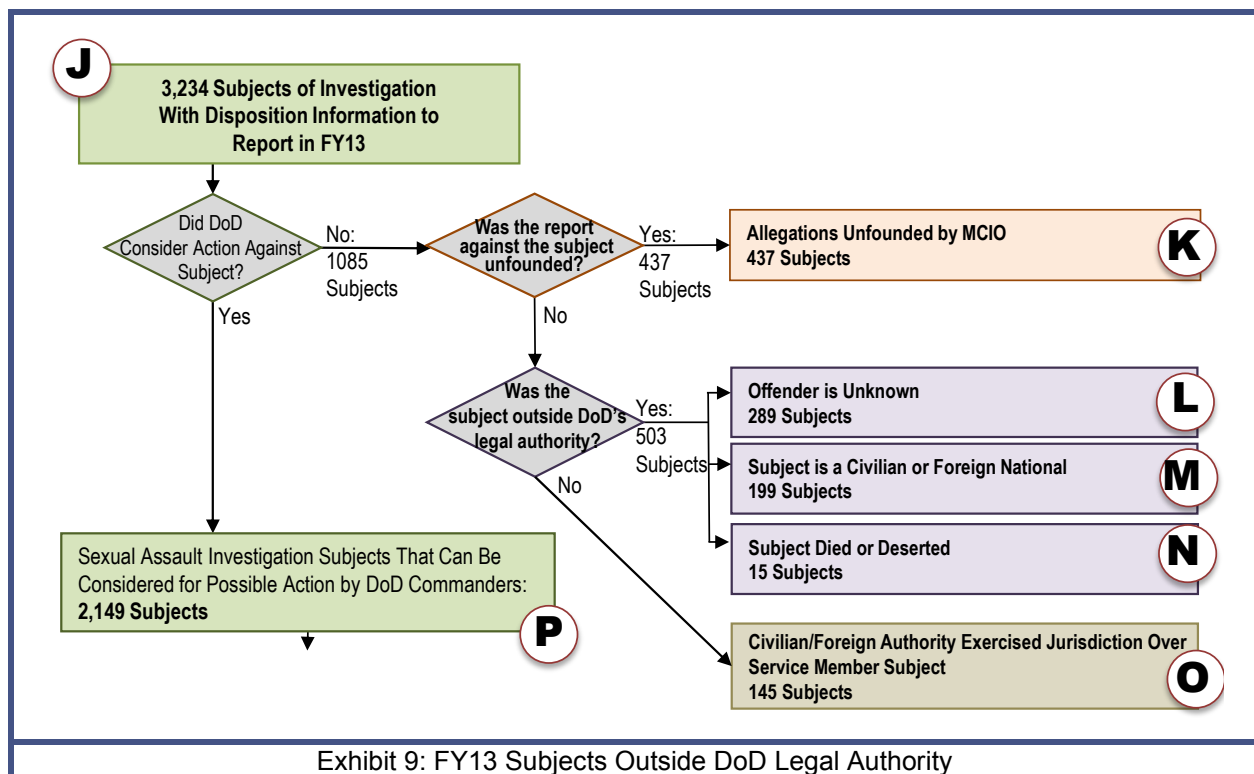 J
3,234 Subjects of Investigation
With Disposition Information to
Report in FY13
Did DoD
Consider Action Against
Subject?
No:
1085
Subjects
Was the report
against the subject
unfounded?
Yes:
437
Subjects
Allegations Unfounded by MCIO
437 Subjects
K
Yes
No
Was the
subject outside DoD's
legal authority?
Yes:
503
Subjects
Offender is Unknown
289 Subjects
L
Subject is a Civilian or Foreign National
199 Subjects
M
Subject Died or Deserted
15 Subjects
N
No
Sexual Assault Investigation Subjects That Can Be
Considered for Possible Action by DoD Commanders:
2,149 Subjects
P
Civilian/Foreign Authority Exercised Jurisdiction Over
Service Member Subject
145 Subjects
O
Exhibit 9: FY13 Subjects Outside DoD Legal Authority